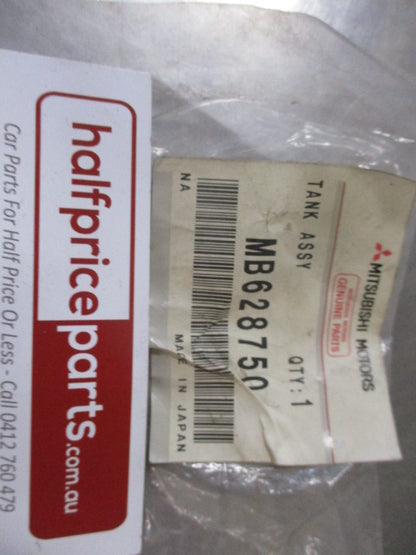 halfpriceparts.com.au
Car Parts For Half Price Or Less - Call 0412 760 479
MITSUBISHI MOTORS
GENUINE PARTS
TANK ASSY
QTY: 1
MB628750
NA
MADE IN JAPAN